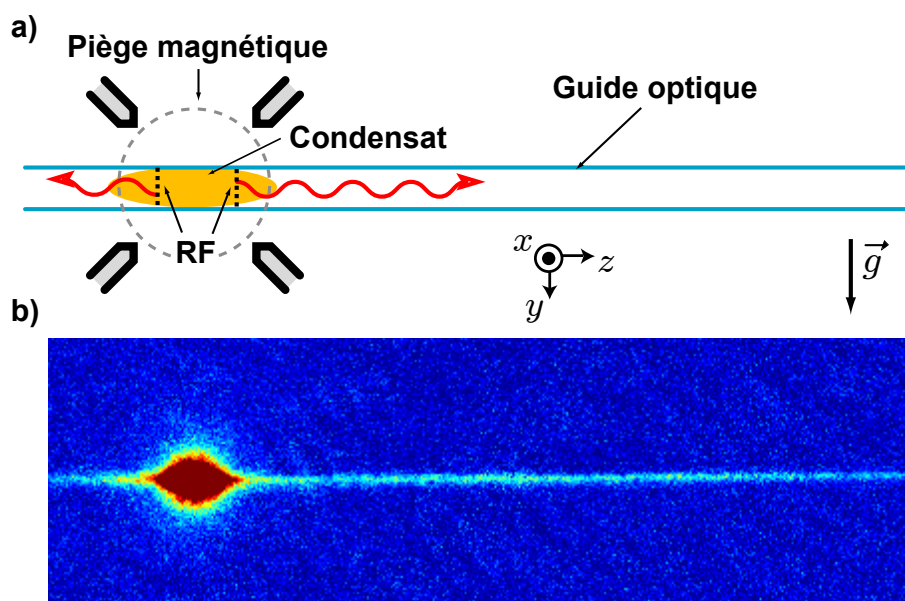 a)
Piège magnétique
Guide optique
Condensat
RF
x
z
y
g
b)